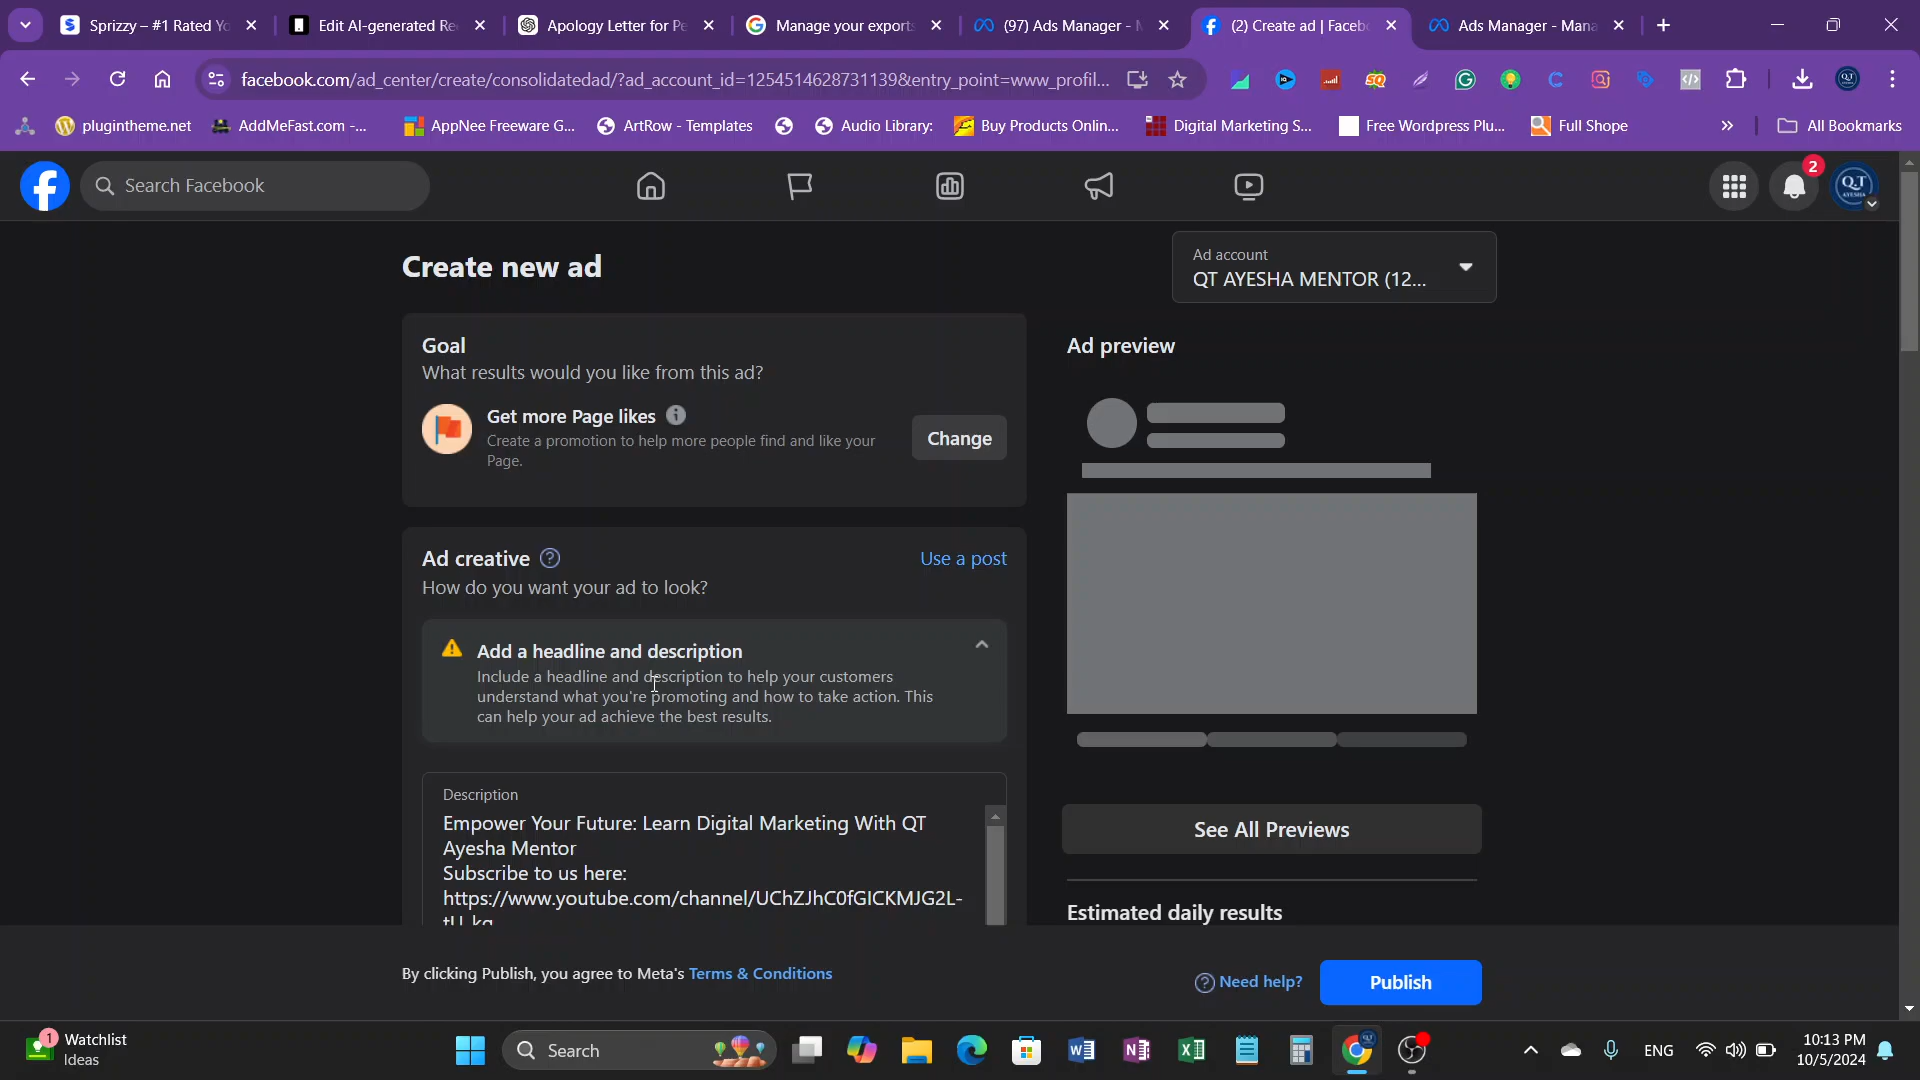 Sprizzy – #1 Rated Yo
Edit AI-generated Re
Apology Letter for Pe
Manage your exports
(97) Ads Manager - M
(2) Create ad | Faceb
Ads Manager - Mana
facebook.com/ad_center/create/consolidatedad/?ad_account_id=1254514628731139&entry_point=www_profil...
plugintheme.net
AddMeFast.com -...
AppNee Freeware G...
ArtRow - Templates
Audio Library:
Buy Products Onlin...
Digital Marketing S...
Free Wordpress Plu...
Full Shope
All Bookmarks
Search Facebook
2
Create new ad
Ad account
QT AYESHA MENTOR (12...
Goal
What results would you like from this ad?
Get more Page likes
Create a promotion to help more people find and like your
Page.
Change
Ad preview
Ad creative
Use a post
How do you want your ad to look?
Add a headline and description
Include a headline and description to help your customers
understand what you're promoting and how to take action. This
can help your ad achieve the best results.
Description
Empower Your Future: Learn Digital Marketing With QT
Ayesha Mentor
Subscribe to us here:
https://www.youtube.com/channel/UChZJhC0fGICKMJG2L-
See All Previews
Estimated daily results
By clicking Publish, you agree to Meta's Terms & Conditions
Need help?
Publish
1
Watchlist
Ideas
Search
ENG
10:13 PM
10/5/2024